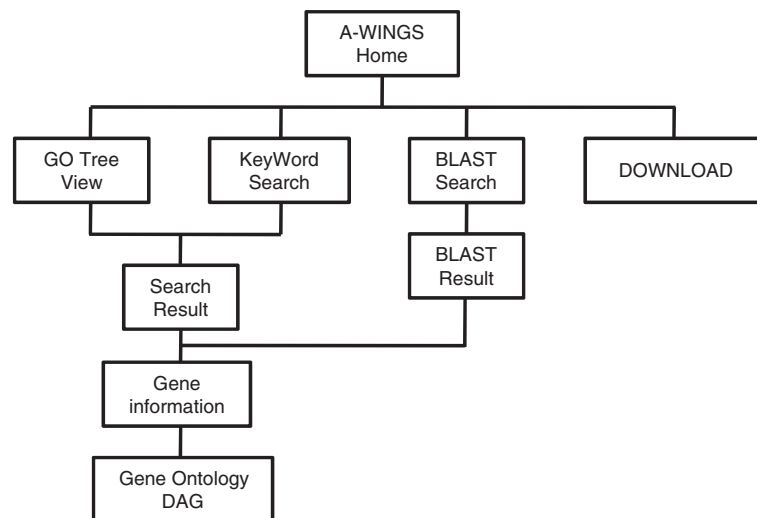 A-WINGS
Home
GO Tree
View
KeyWord
Search
BLAST
Search
DOWNLOAD
Search
Result
BLAST
Result
Gene
information
Gene Ontology
DAG